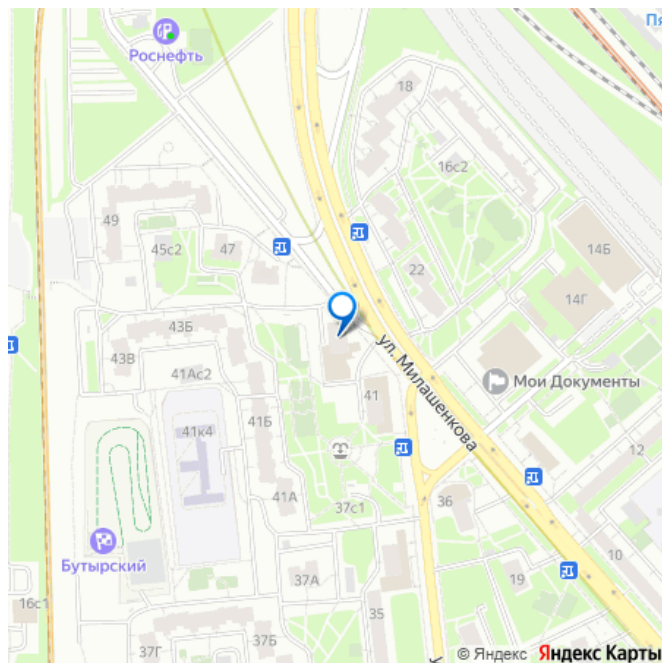 Пя
Роснефть
18
16с2
49
45с2
47
14Б
22
14Г
43Б
43В
ул. Милашенкова
Мои Документы
41Ас2
41
41Б
41к4
12
41А
37с1
36
Бутырский
10
37А
19
16с1
35
37Б
37Г
у
© Яндекс Яндекс Карты